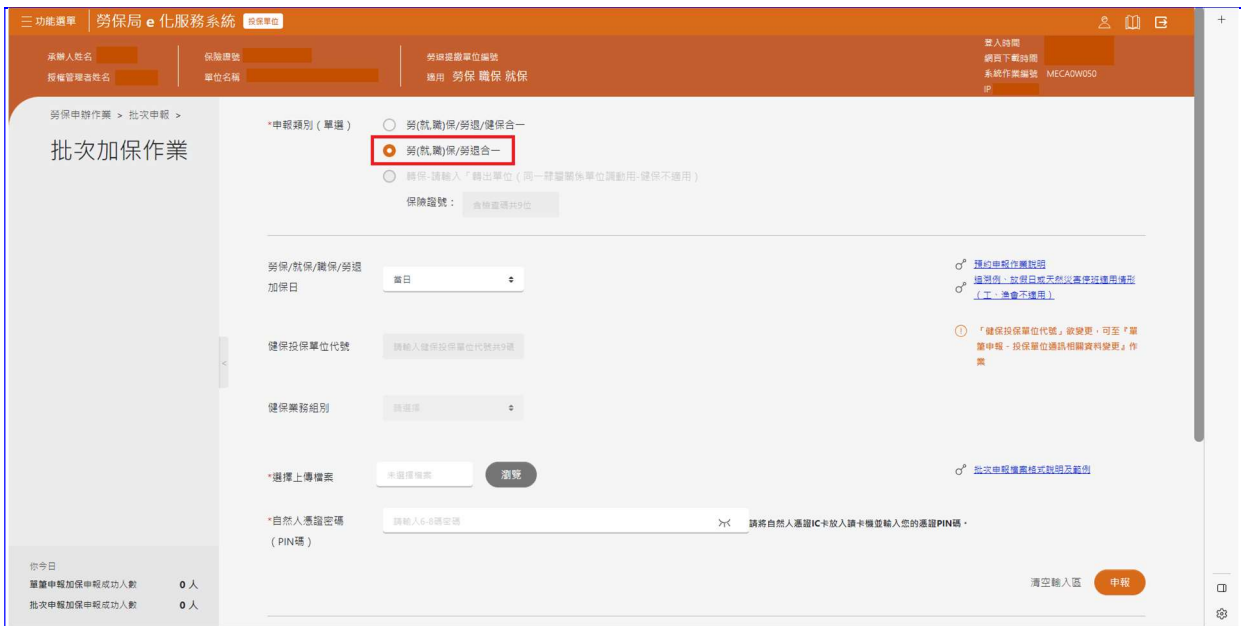 功能選單
勞保局 e 化服務系統 投保單位
承辦人姓名
授權管理者姓名
保險證號
單位名稱
勞退提繳單位編號
適用 勞保 職保 就保
登入時間
網頁下載時間
系統作業編號 MECA0W050
IP
勞保申辦作業 > 批次申報 >
批次加保作業
*申報類別(單選)
勞(就,職)保/勞退/健保合一
勞(就,職)保/勞退合一
轉保-請輸入「轉出單位(同一隸屬關係單位調動用-健保不適用)
保險證號:
含檢查碼共9位
勞保/就保/職保/勞退
加保日
當日
預約申報作業說明
追溯例、放假日或天然災害停班適用情形
(工、漁會不適用)
健保投保單位代號
請輸入健保投保單位代號共9碼
「健保投保單位代號」欲變更,可至『單
筆申報-投保單位通訊相關資料變更』作
業
健保業務組別
請選擇
*選擇上傳檔案
未選擇檔案
瀏覽
批次申報檔案格式說明及範例
*自然人憑證密碼
(PIN碼)
請輸入6-8碼密碼
請將自然人憑證IC卡放入讀卡機並輸入您的憑證PIN碼。
清空輸入區
申報
你今日
單筆申報加保申報成功人數 0 人
批次申報加保申報成功人數 0 人